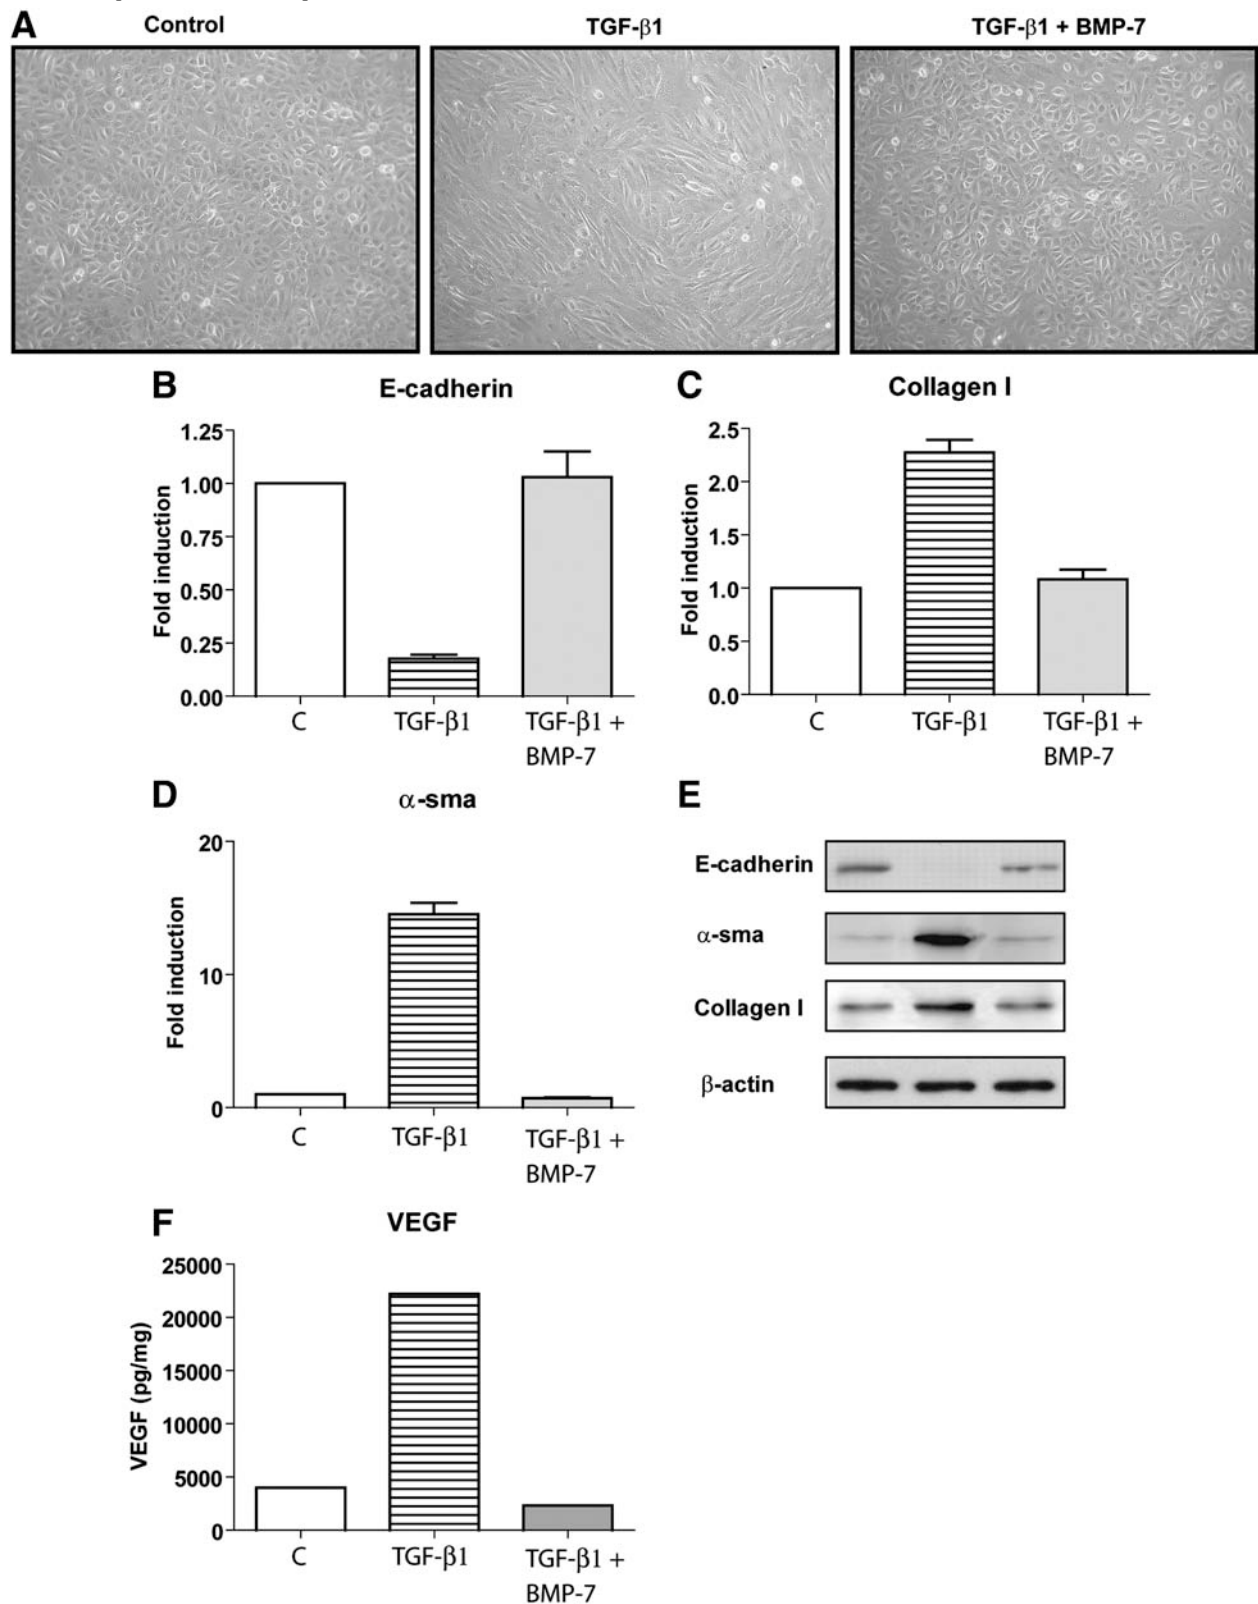 A
Control
TGF-β1
TGF-β1 + BMP-7
B
E-cadherin
Fold induction
1.25
1.00
0.75
0.50
0.25
0.00
C
TGF-β1
TGF-β1 +
BMP-7
C
Collagen I
Fold induction
2.5
2.0
1.5
1.0
0.5
0.0
C
TGF-β1
TGF-β1 +
BMP-7
D
α-sma
Fold induction
20
10
0
C
TGF-β1
TGF-β1 +
BMP-7
E
E-cadherin
α-sma
Collagen I
β-actin
F
VEGF
VEGF (pg/mg)
25000
20000
15000
10000
5000
0
C
TGF-β1
TGF-β1 +
BMP-7